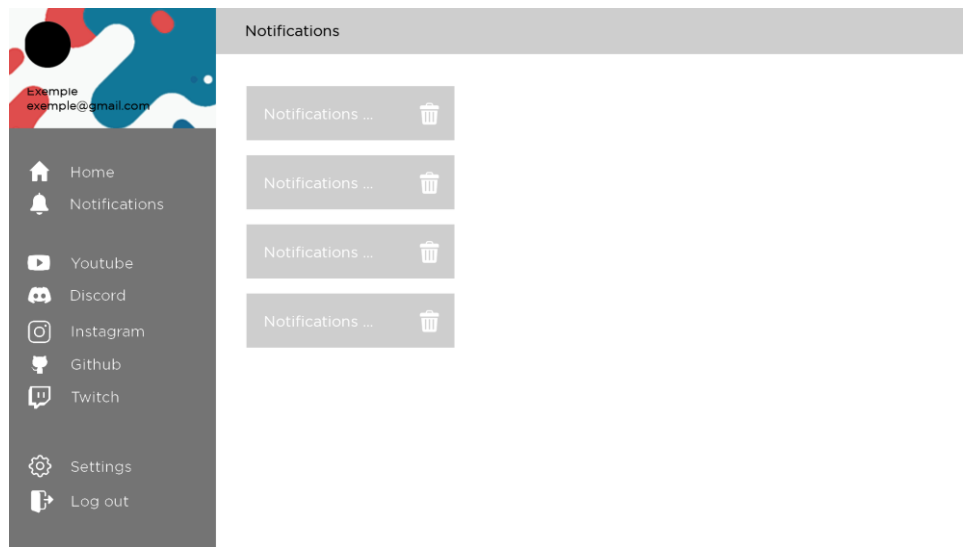 Exemple
exemple@gmail.com
Home
Notifications
Youtube
Discord
Instagram
Github
Twitch
Settings
Log out
Notifications
Notifications ...
Notifications ...
Notifications ...
Notifications ...